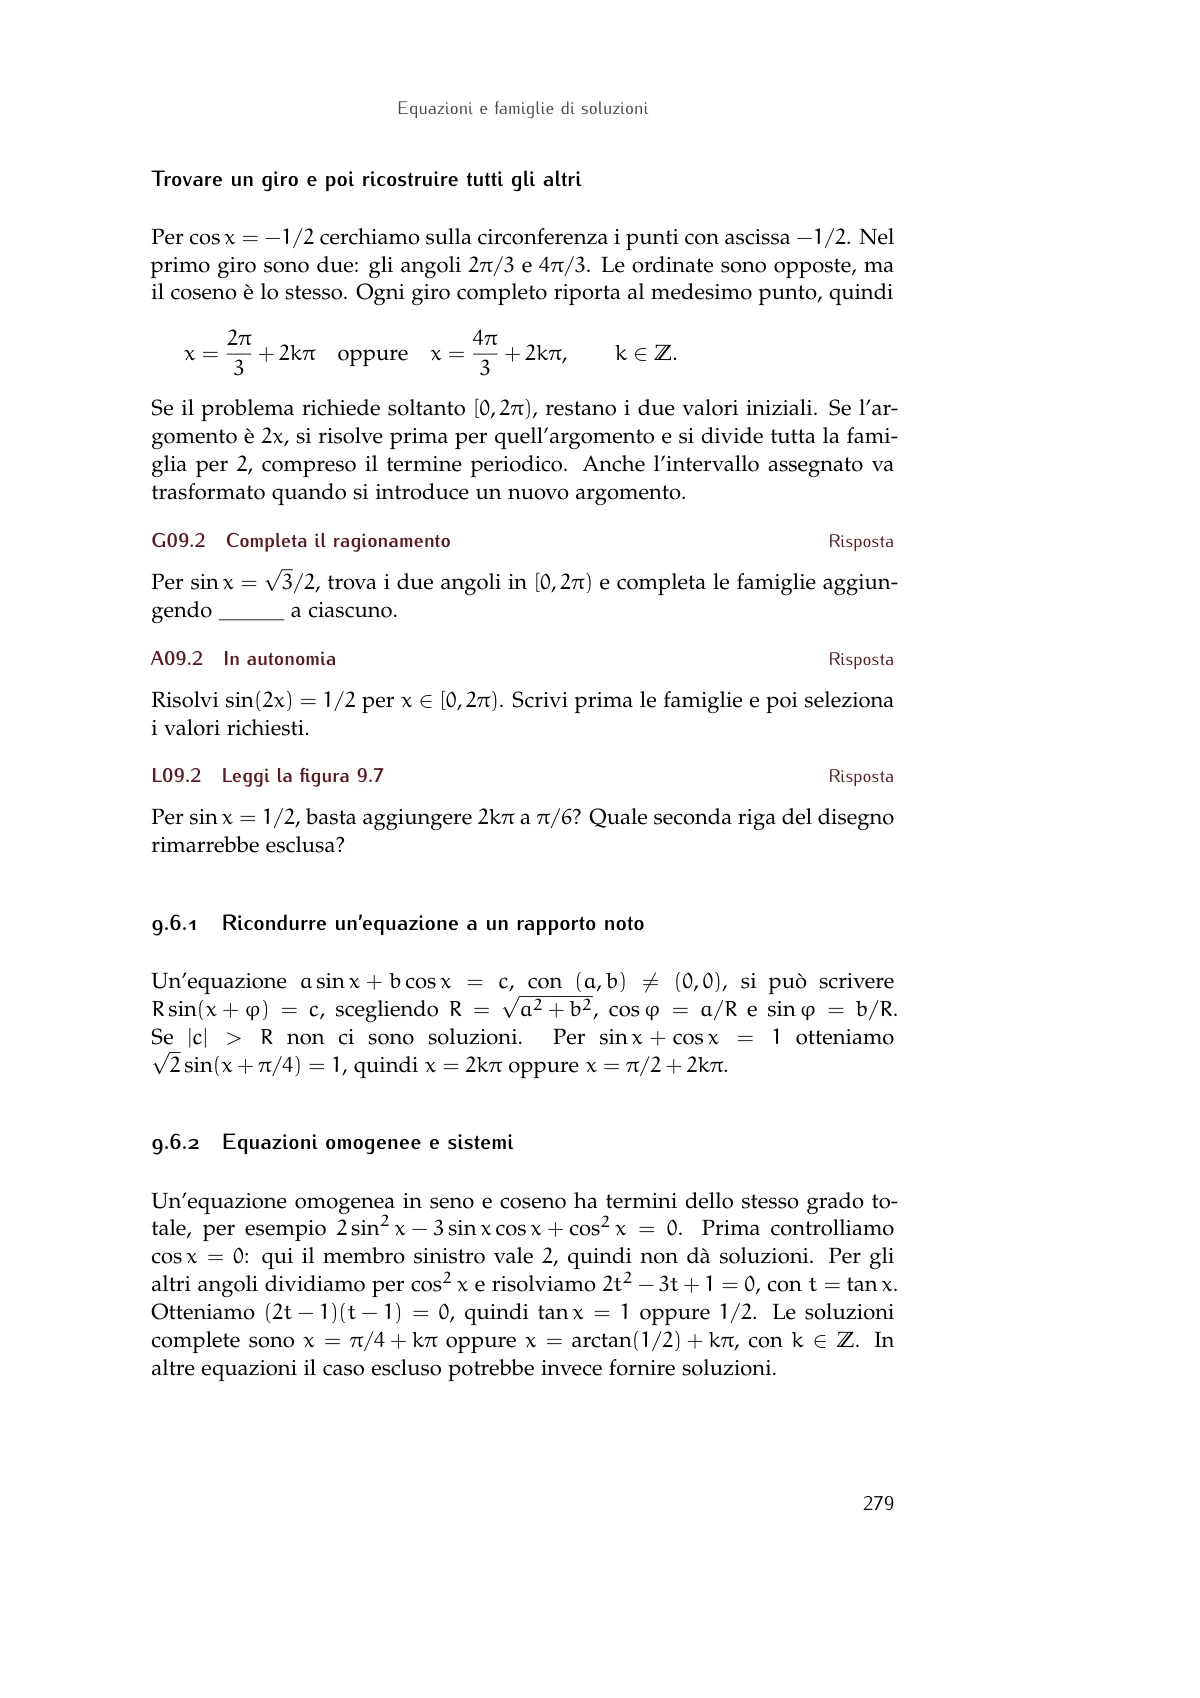 Equazioni e famiglie di soluzioni
Trovare un giro e poi ricostruire tutti gli altri
Per cos x = −1/2 cerchiamo sulla circonferenza i punti con ascissa −1/2. Nel
primo giro sono due: gli angoli 2π/3 e 4π/3. Le ordinate sono opposte, ma
il coseno è lo stesso. Ogni giro completo riporta al medesimo punto, quindi
x = 2π/3 + 2kπ oppure x = 4π/3 + 2kπ, k ∈ ℤ.
Se il problema richiede soltanto [0, 2π), restano i due valori iniziali. Se l’ar-
gomento è 2x, si risolve prima per quell’argomento e si divide tutta la fami-
glia per 2, compreso il termine periodico. Anche l’intervallo assegnato va
trasformato quando si introduce un nuovo argomento.
G09.2 Completa il ragionamento Risposta
Per sin x = √3/2, trova i due angoli in [0, 2π) e completa le famiglie aggiun-
gendo ______ a ciascuno.
A09.2 In autonomia Risposta
Risolvi sin(2x) = 1/2 per x ∈ [0, 2π). Scrivi prima le famiglie e poi seleziona
i valori richiesti.
L09.2 Leggi la figura 9.7 Risposta
Per sin x = 1/2, basta aggiungere 2kπ a π/6? Quale seconda riga del disegno
rimarrebbe esclusa?
9.6.1 Ricondurre un’equazione a un rapporto noto
Un’equazione a sin x + b cos x = c, con (a, b) ≠ (0, 0), si può scrivere
R sin(x + φ) = c, scegliendo R = √(a² + b²), cos φ = a/R e sin φ = b/R.
Se |c| > R non ci sono soluzioni. Per sin x + cos x = 1 otteniamo
√2 sin(x + π/4) = 1, quindi x = 2kπ oppure x = π/2 + 2kπ.
9.6.2 Equazioni omogenee e sistemi
Un’equazione omogenea in seno e coseno ha termini dello stesso grado to-
tale, per esempio 2 sin² x − 3 sin x cos x + cos² x = 0. Prima controlliamo
cos x = 0: qui il membro sinistro vale 2, quindi non dà soluzioni. Per gli
altri angoli dividiamo per cos² x e risolviamo 2t² − 3t + 1 = 0, con t = tan x.
Otteniamo (2t − 1)(t − 1) = 0, quindi tan x = 1 oppure 1/2. Le soluzioni
complete sono x = π/4 + kπ oppure x = arctan(1/2) + kπ, con k ∈ ℤ. In
altre equazioni il caso escluso potrebbe invece fornire soluzioni.
279